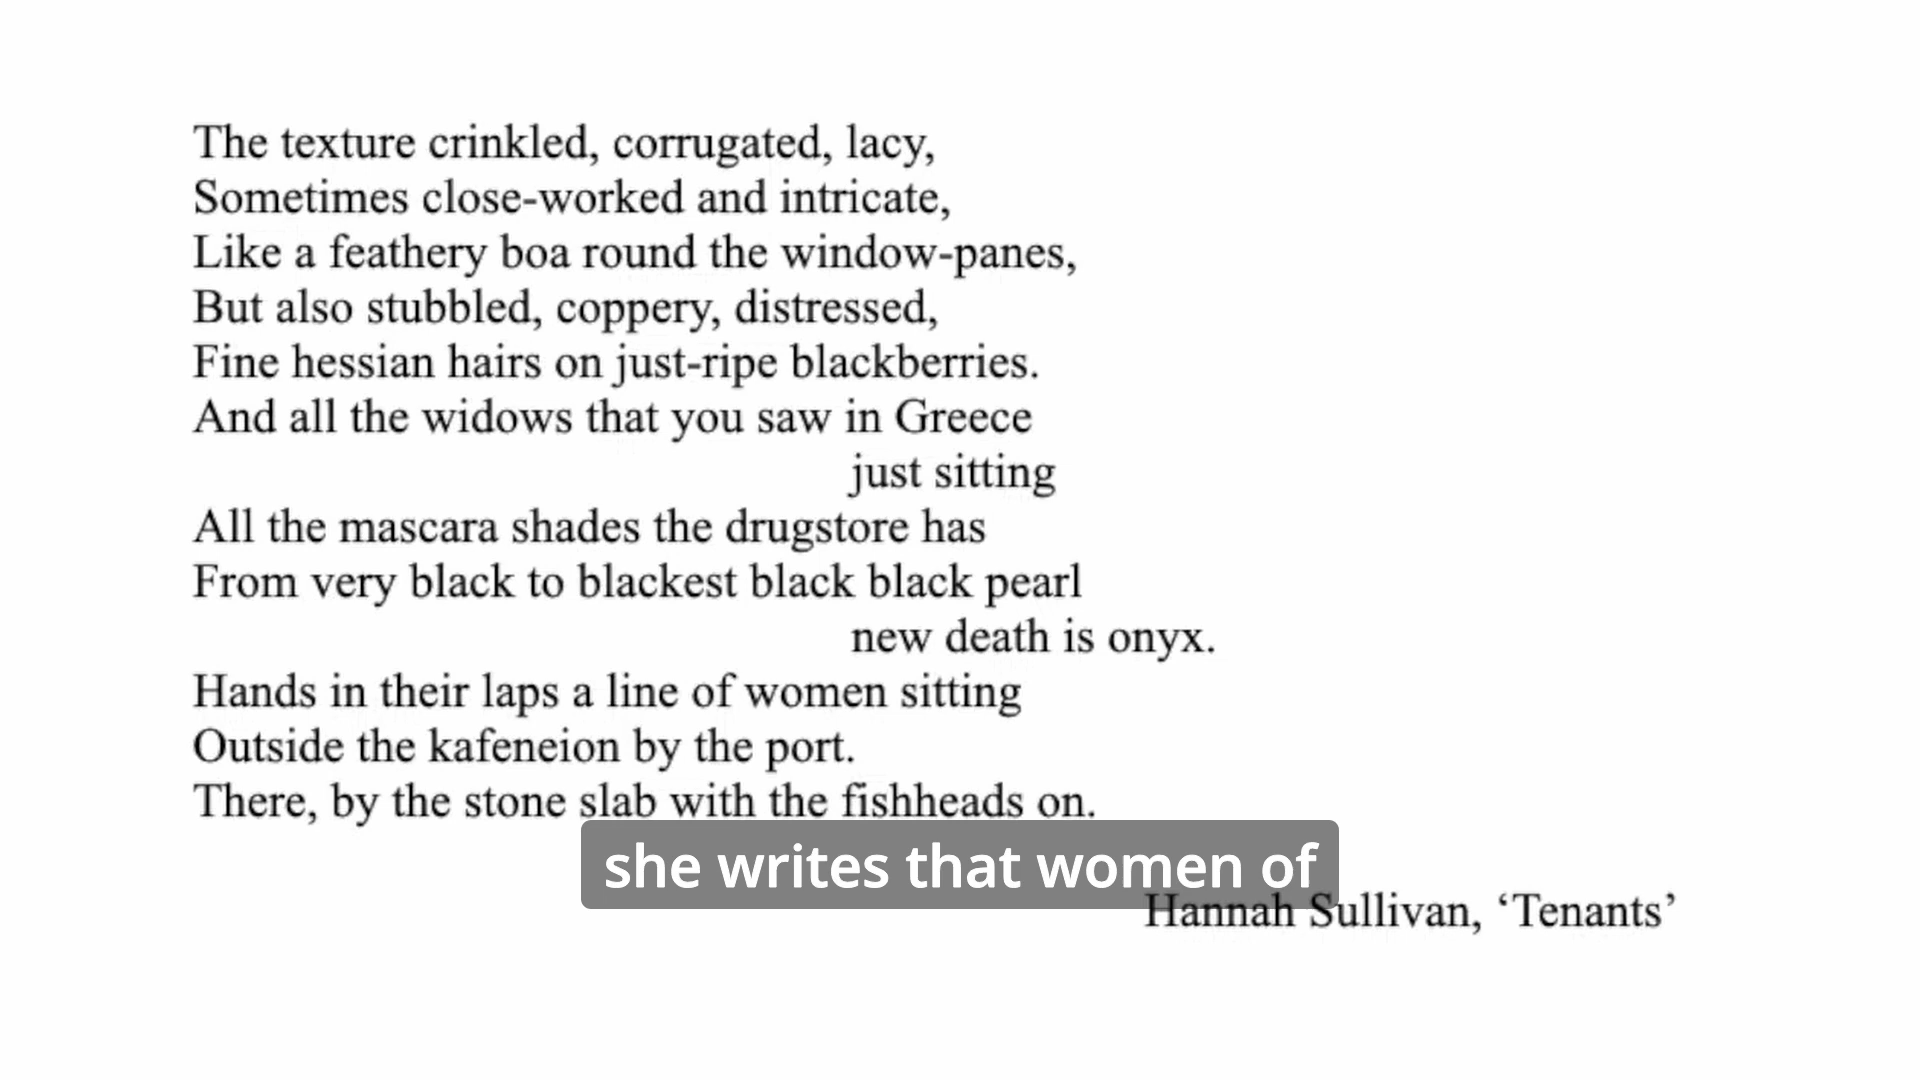 The texture crinkled, corrugated, lacy,
Sometimes close-worked and intricate,
Like a feathery boa round the window-panes,
But also stubbled, coppery, distressed,
Fine hessian hairs on just-ripe blackberries.
And all the widows that you saw in Greece
just sitting
All the mascara shades the drugstore has
From very black to blackest black black pearl
new death is onyx.
Hands in their laps a line of women sitting
Outside the kafeneion by the port.
There, by the stone slab with the fishheads on.
she writes that women of
Hannah Sullivan, ‘Tenants’